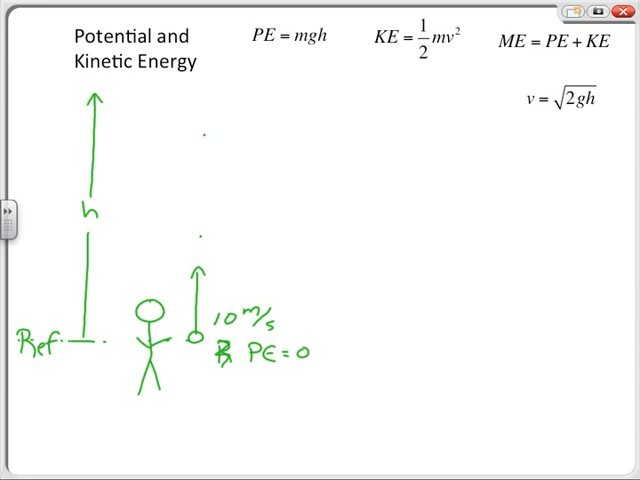 Potential and
Kinetic Energy
PE = mgh
KE = 1/2 mv²
ME = PE + KE
v = √2gh
h
10 m/s
Ref.
PE = 0